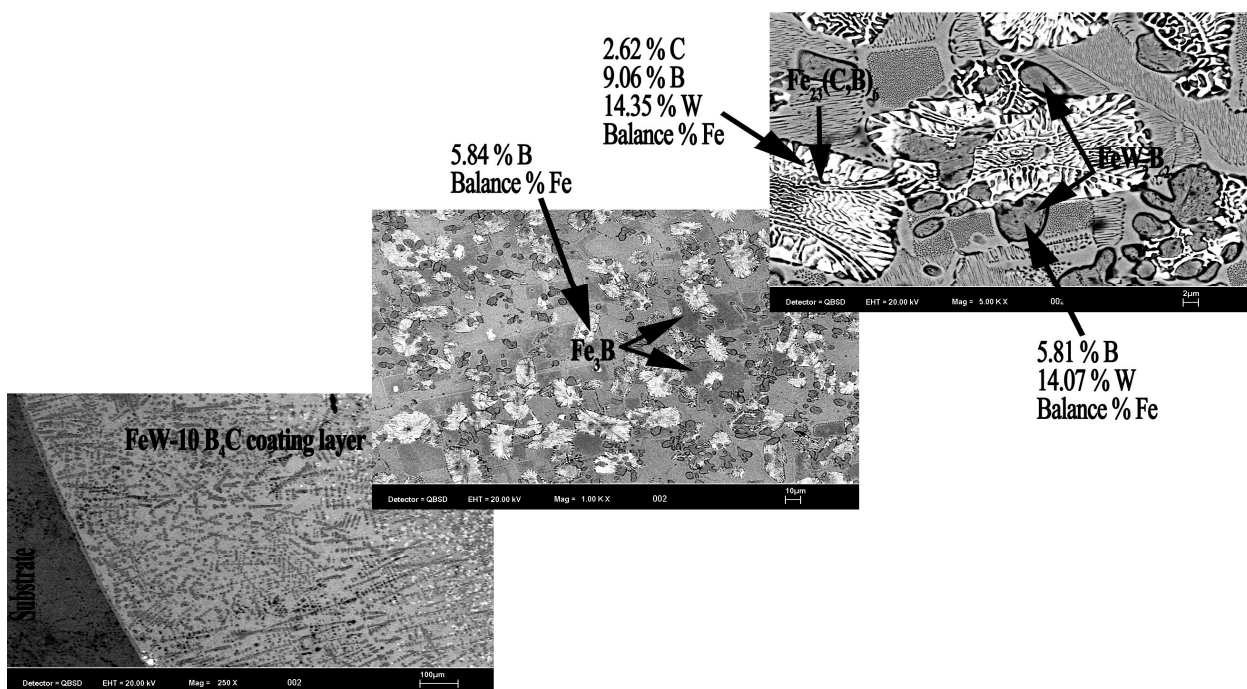 2.62 % C
9.06 % B
14.35 % W
Balance % Fe
Fe₂₃(C,B)₆
FeW₂B₂
Detector = QBSD EHT = 20.00 kV Mag = 5.00 K X 2µm
5.84 % B
Balance % Fe
Fe₃B
5.81 % B
14.07 % W
Balance % Fe
Detector = QBSD EHT = 20.00 kV Mag = 1.00 K X 002 10µm
FeW-10 B₄C coating layer
Substrate
Detector = QBSD EHT = 20.00 kV Mag = 250 X 002 100µm